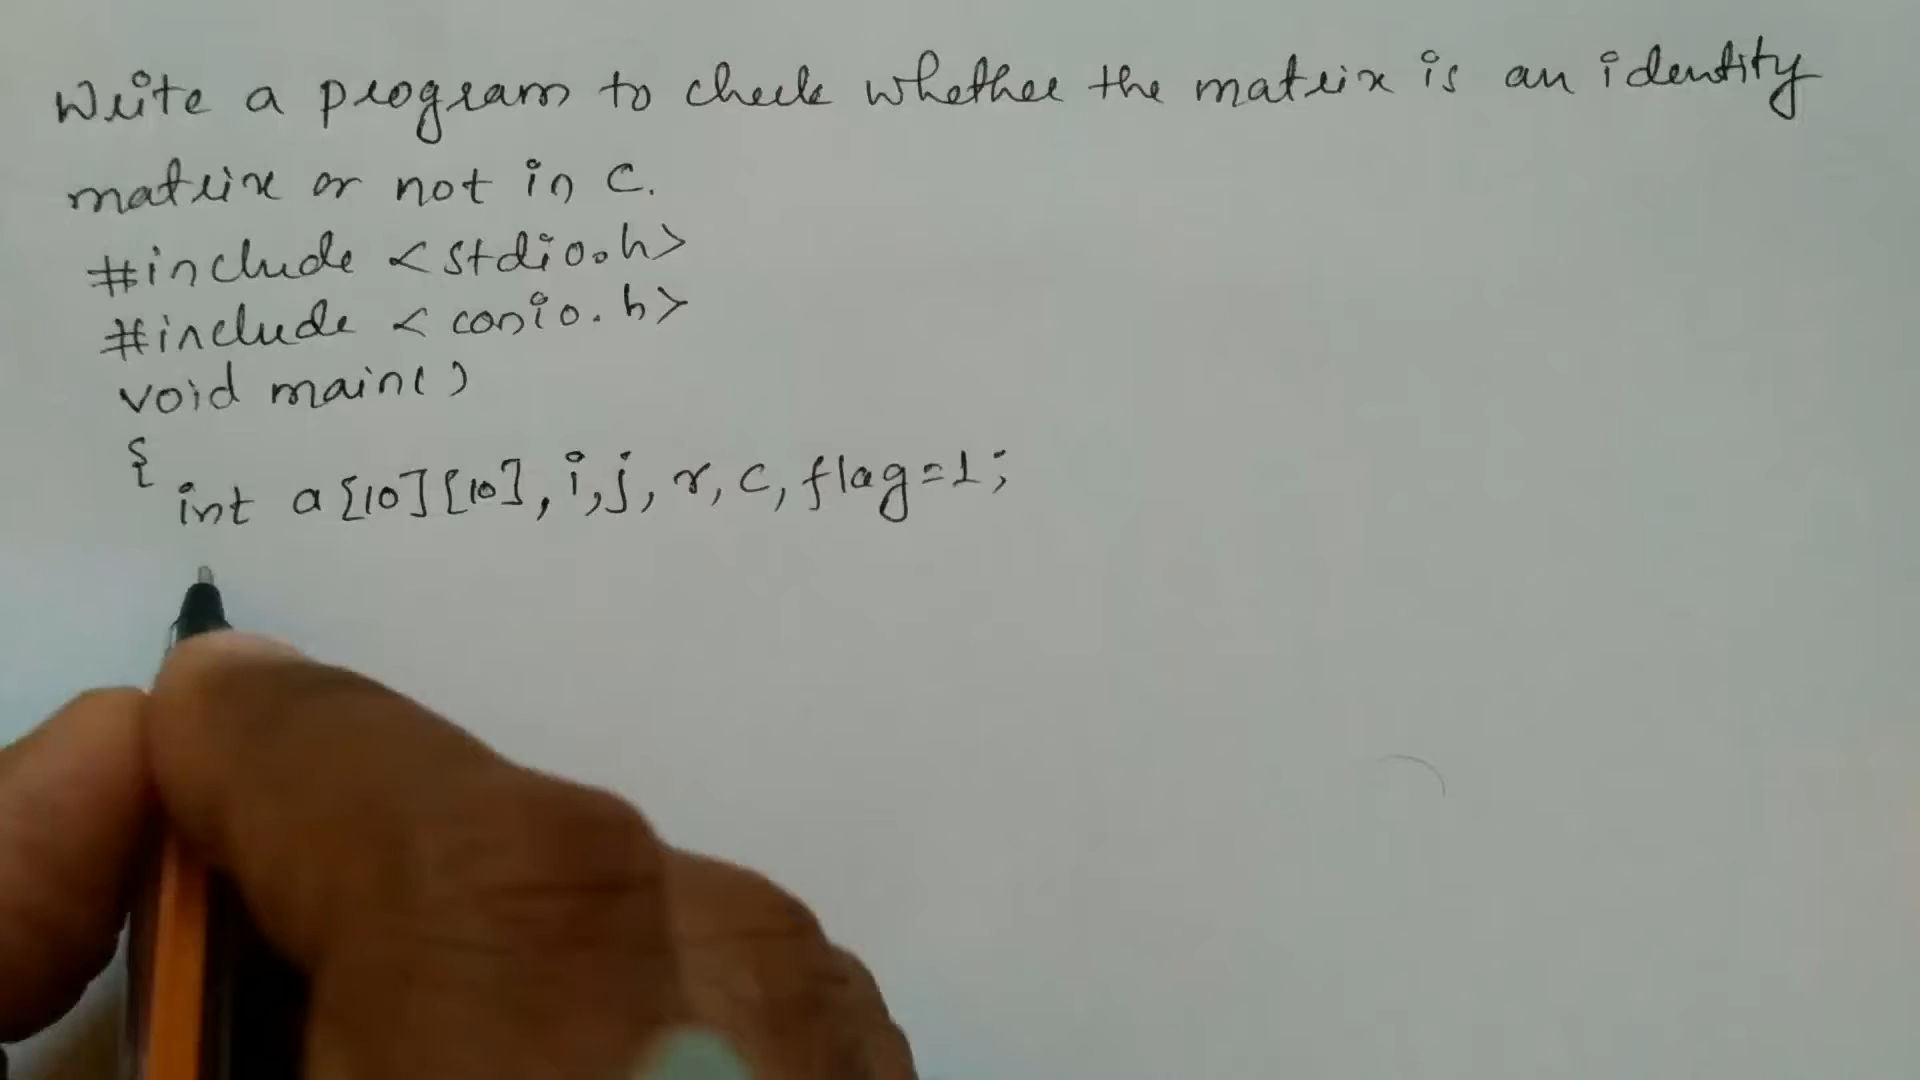 Write a program to check whether the matrix is an identity
matrix or not in C.
#include <stdio.h>
#include <conio.h>
void main()
{
int a[10][10], i,j, r, c, flag=1;